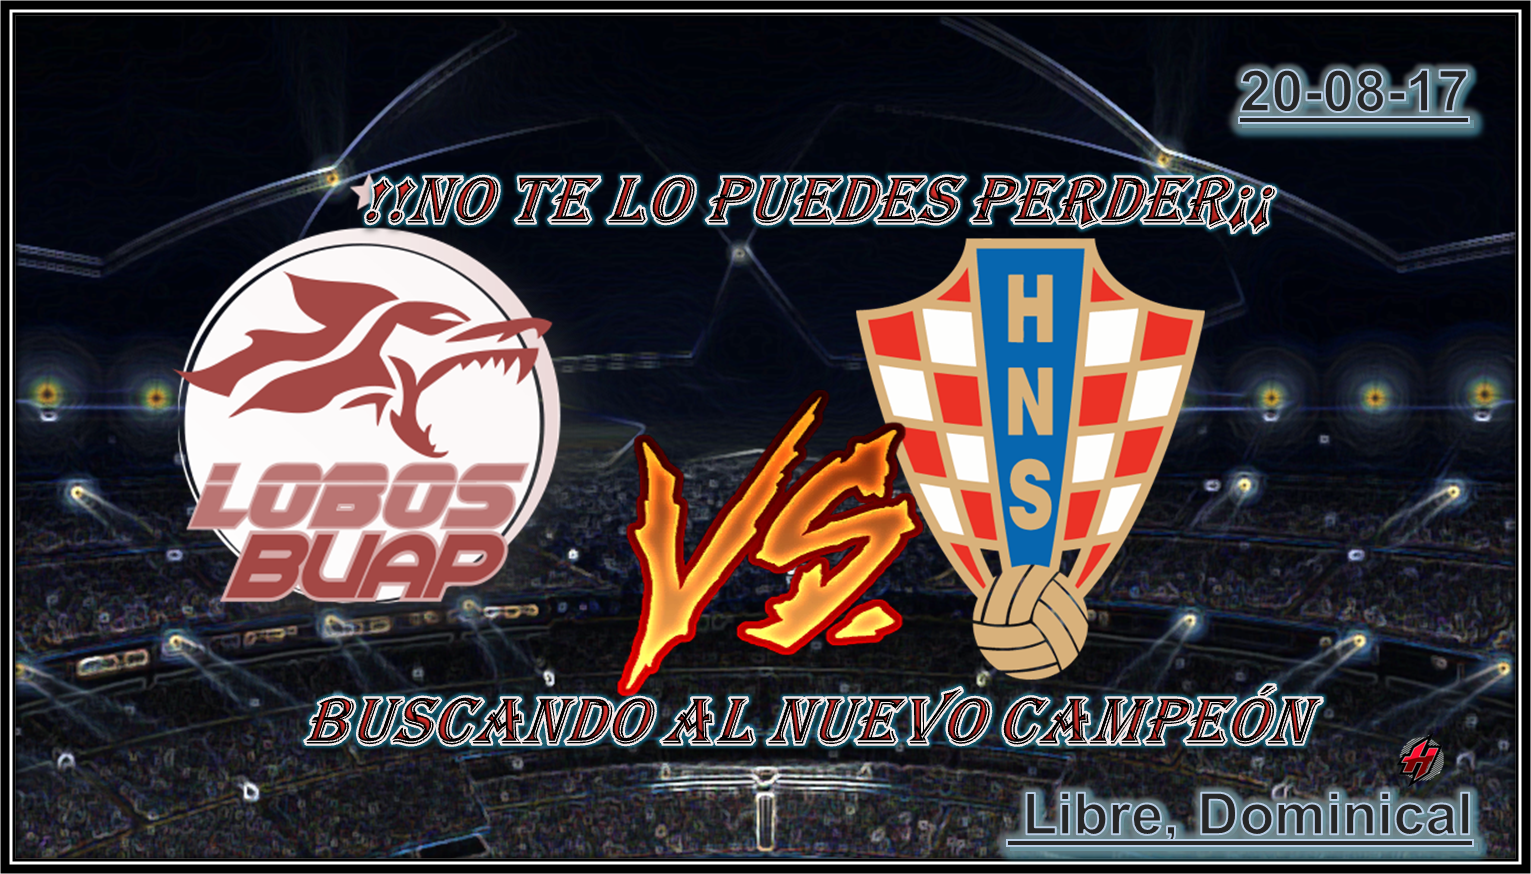 20-08-17
!!NO TE LO PUEDES PERDER¡¡
LOBOS
BUAP
HNS
VS.
BUSCANDO AL NUEVO CAMPEÓN
H
Libre, Dominical